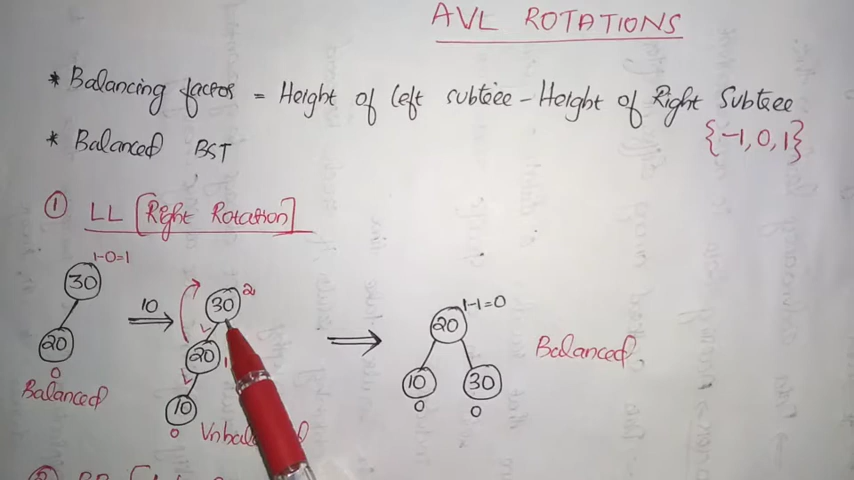 AVL ROTATIONS
* Balancing factor = Height of left subtree - Height of Right Subtree
{-1, 0, 1}
* Balanced BST
① LL [Right Rotation]
1-0=1
30
20
0
Balanced
10
30 2
L
20 1
L
10
0
1-1=0
20
10 30
0 0
Balanced